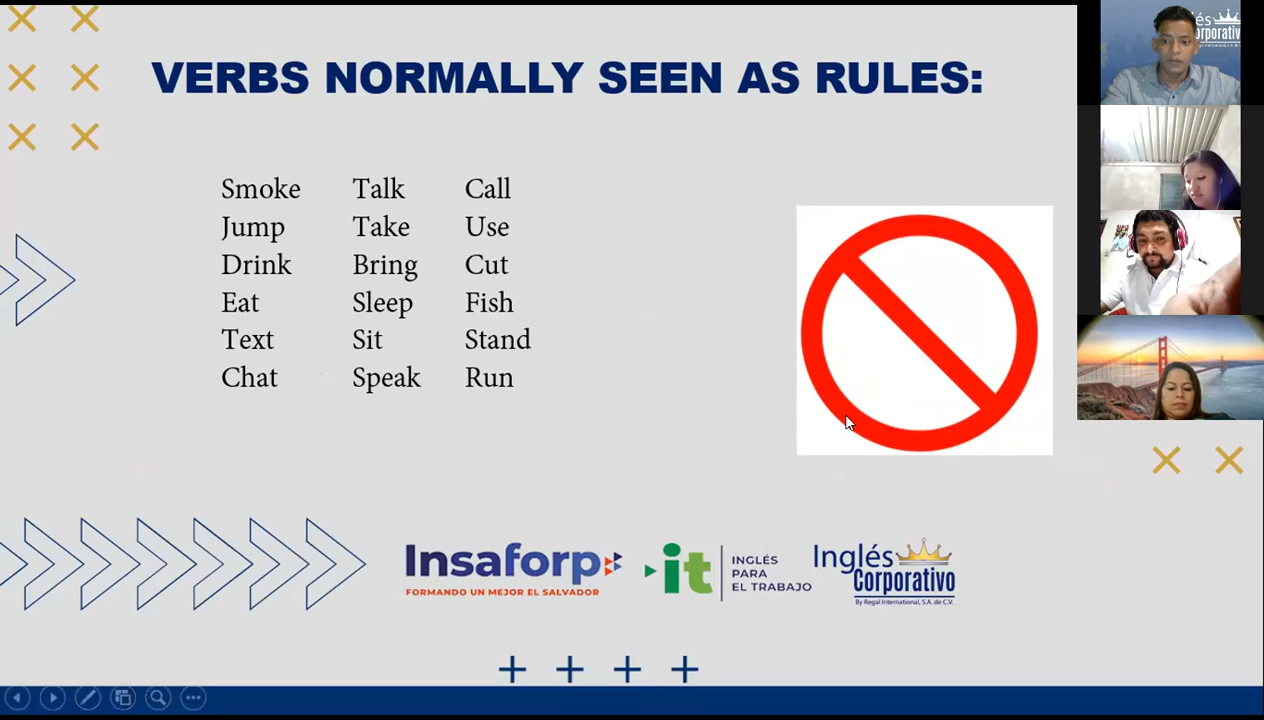 VERBS NORMALLY SEEN AS RULES:
Smoke Talk Call
Jump Take Use
Drink Bring Cut
Eat Sleep Fish
Text Sit Stand
Chat Speak Run
Insaforp
FORMANDO UN MEJOR EL SALVADOR
it
INGLÉS
PARA
EL TRABAJO
Inglés
Corporativo
By Regal International, S.A. de C.V.